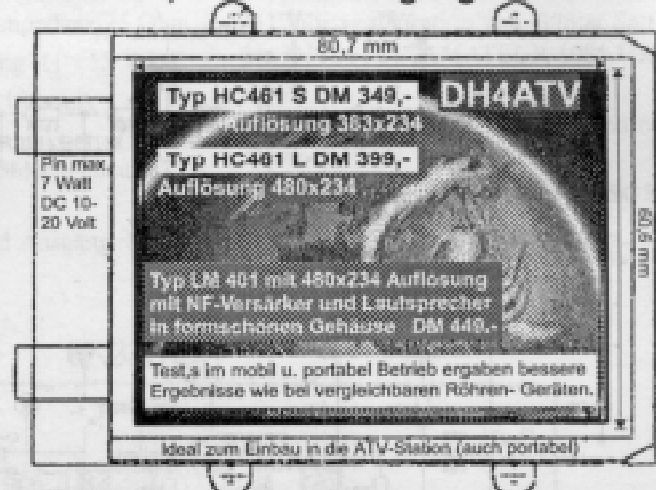 80,7 mm
Typ HC461 S DM 349,-
DH4ATV
Auflösung 383x234
Typ HC461 L DM 399,-
Auflösung 480x234
Pin max.
7 Watt
DC 10-
20 Volt
60,6 mm
Typ LM 401 mit 480x234 Auflösung
mit NF-Versärker und Lautsprecher
in formschönen Gehäuse DM 449.-
Test,s im mobil u. portabel Betrieb ergaben bessere
Ergebnisse wie bei vergleichbaren Röhren- Geräten.
Ideal zum Einbau in die ATV-Station (auch portabel)